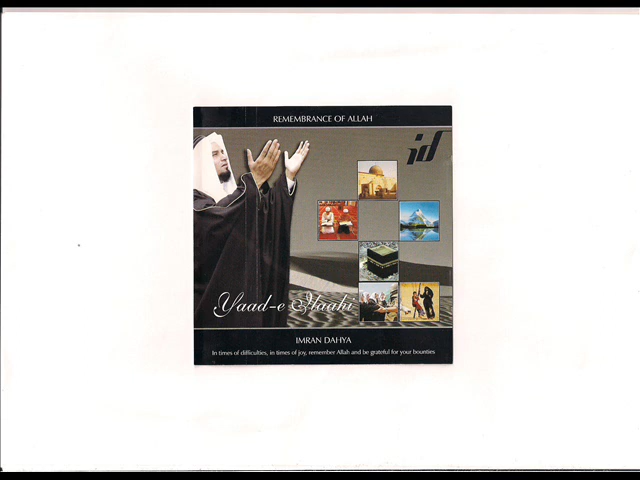 REMEMBRANCE OF ALLAH
id
Yaad-e Ilaahi
IMRAN DAHYA
In times of difficulties, in times of joy, remember Allah and be grateful for your bounties